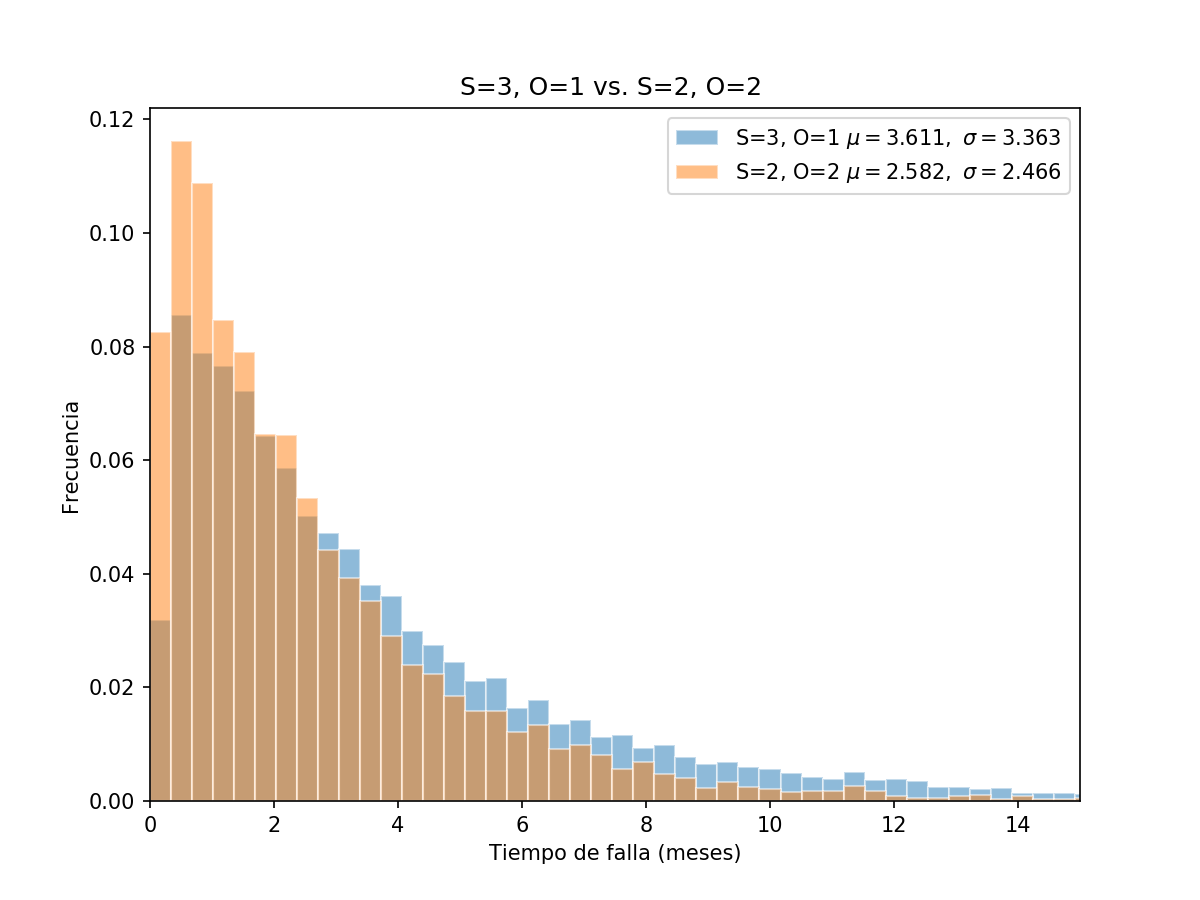 S=3, O=1 vs. S=2, O=2
S=3, O=1 μ = 3.611, σ = 3.363
S=2, O=2 μ = 2.582, σ = 2.466
0.12
0.10
0.08
0.06
0.04
0.02
0.00
Frecuencia
0 2 4 6 8 10 12 14
Tiempo de falla (meses)